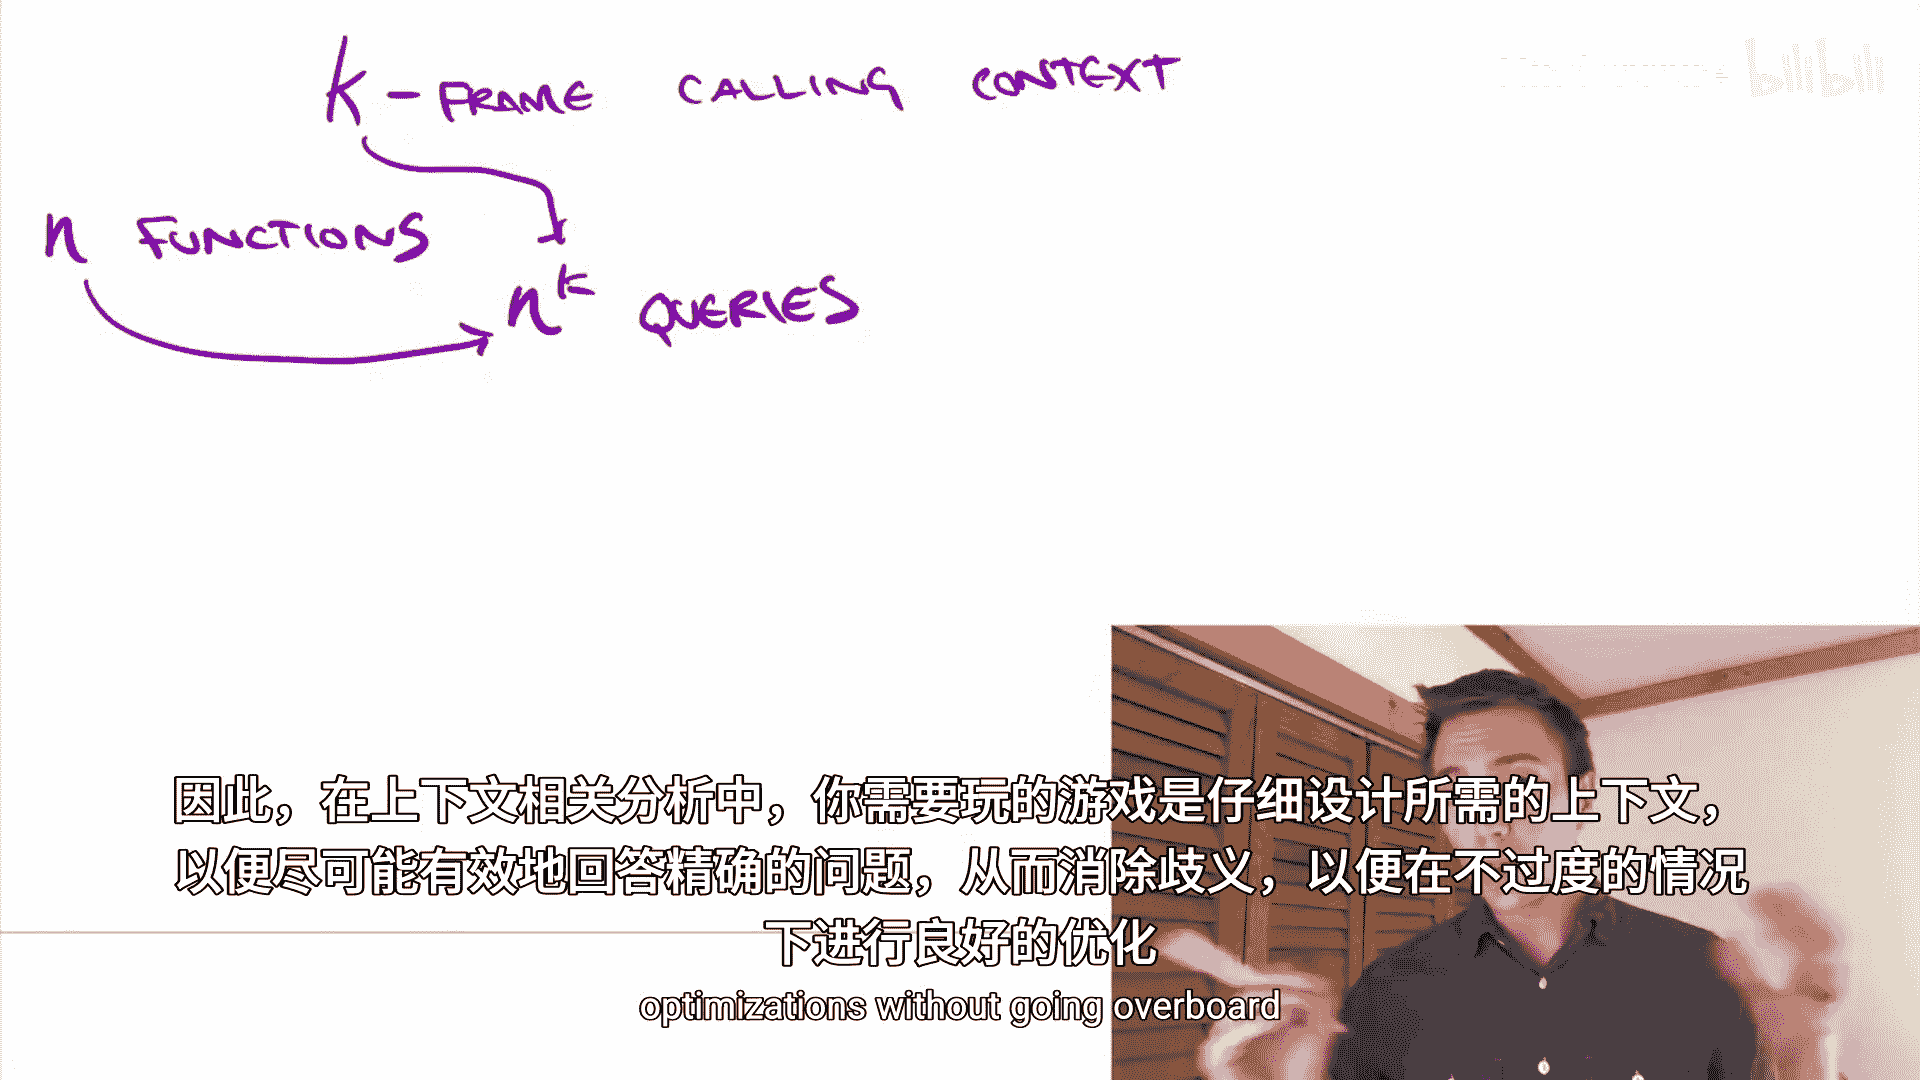 k - FRAME CALLING CONTEXT
bilibili
n FUNCTIONS
n^k QUERIES
因此，在上下文相关分析中，你需要玩的游戏是仔细设计所需的上下文，
以便尽可能有效地回答精确的问题，从而消除歧义，以便在不过度的情况
下进行良好的优化
optimizations without going overboard